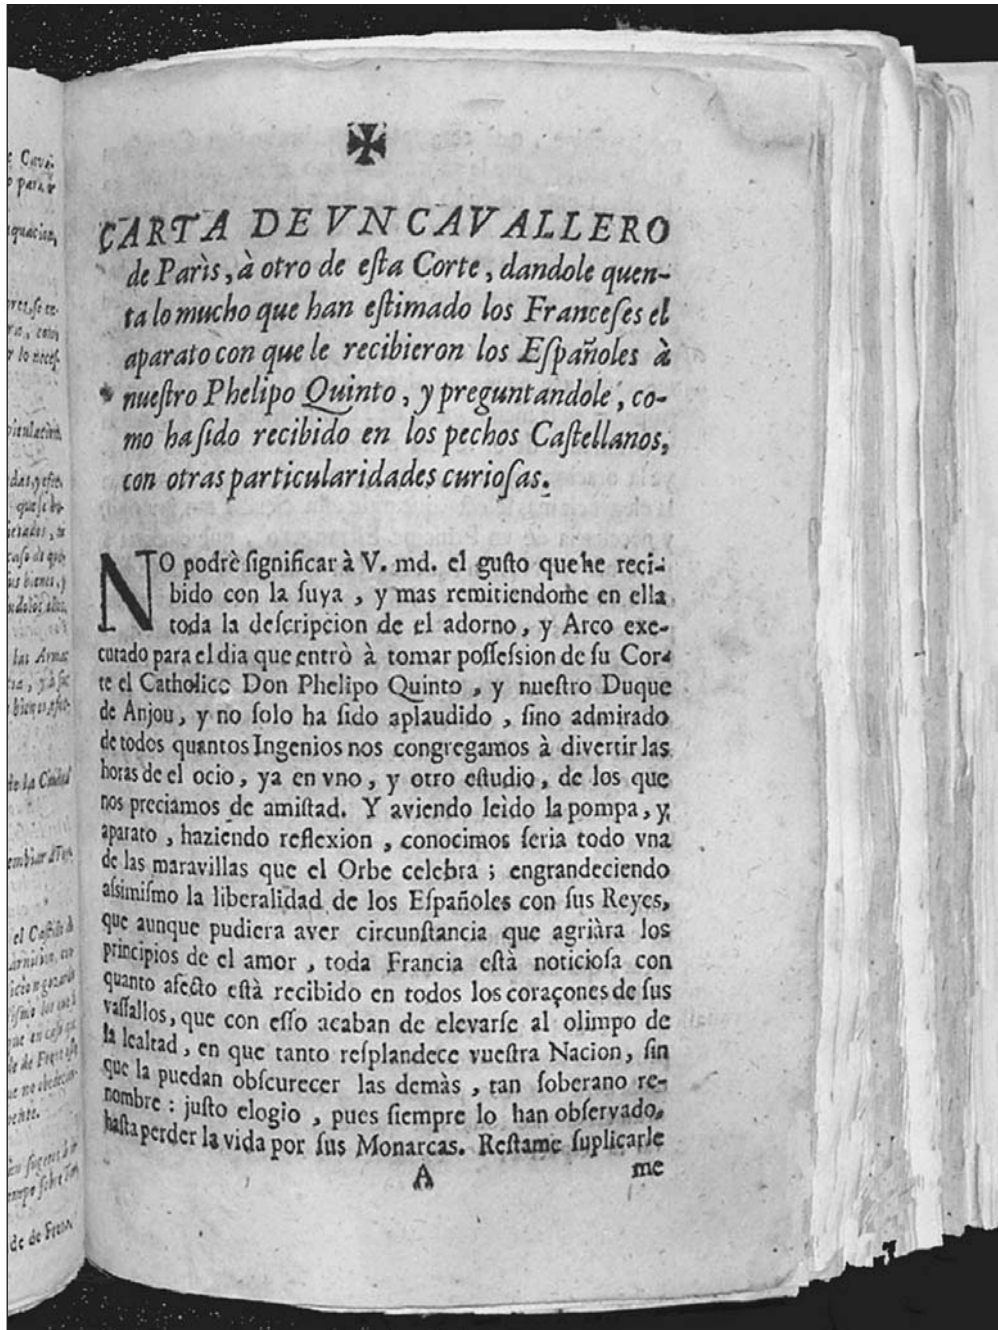 CARTA DE VN CAVALLERO
de Parìs, à otro de eſta Corte, dandole quen-
ta lo mucho que han eſtimado los Franceſes el
aparato con que le recibieron los Eſpañoles à
nueſtro Phelipo Quinto, y preguntandole, co-
mo ha ſido recibido en los pechos Caſtellanos,
con otras particularidades curioſas.
NO podrè ſignificar à V. md. el guſto que he reci-
bido con la ſuya, y mas remitiendome en ella
toda la deſcripcion de el adorno, y Arco exe-
cutado para el dia que entrò à tomar poſſeſsion de ſu Cor-
te el Catholico Don Phelipo Quinto, y nueſtro Duque
de Anjou, y no ſolo ha ſido aplaudido, ſino admirado
de todos quantos Ingenios nos congregamos à divertir las
horas de el ocio, ya en vno, y otro eſtudio, de los que
nos preciamos de amiſtad. Y aviendo leìdo la pompa, y
aparato, haziendo reflexion, conocimos ſeria todo vna
de las maravillas que el Orbe celebra; engrandeciendo
aſsimiſmo la liberalidad de los Eſpañoles con ſus Reyes,
que aunque pudiera aver circunſtancia que agriàra los
principios de el amor, toda Francia eſtà noticioſa con
quanto afecto eſtà recibido en todos los coraçones de ſus
vaſſallos, que con eſſo acaban de elevarſe al olimpo de
la lealtad, en que tanto reſplandece vueſtra Nacion, ſin
que la puedan obſcurecer las demàs, tan ſoberano re-
nombre: juſto elogio, pues ſiempre lo han obſervado,
haſta perder la vida por ſus Monarcas. Reſtame ſuplicarle
A me